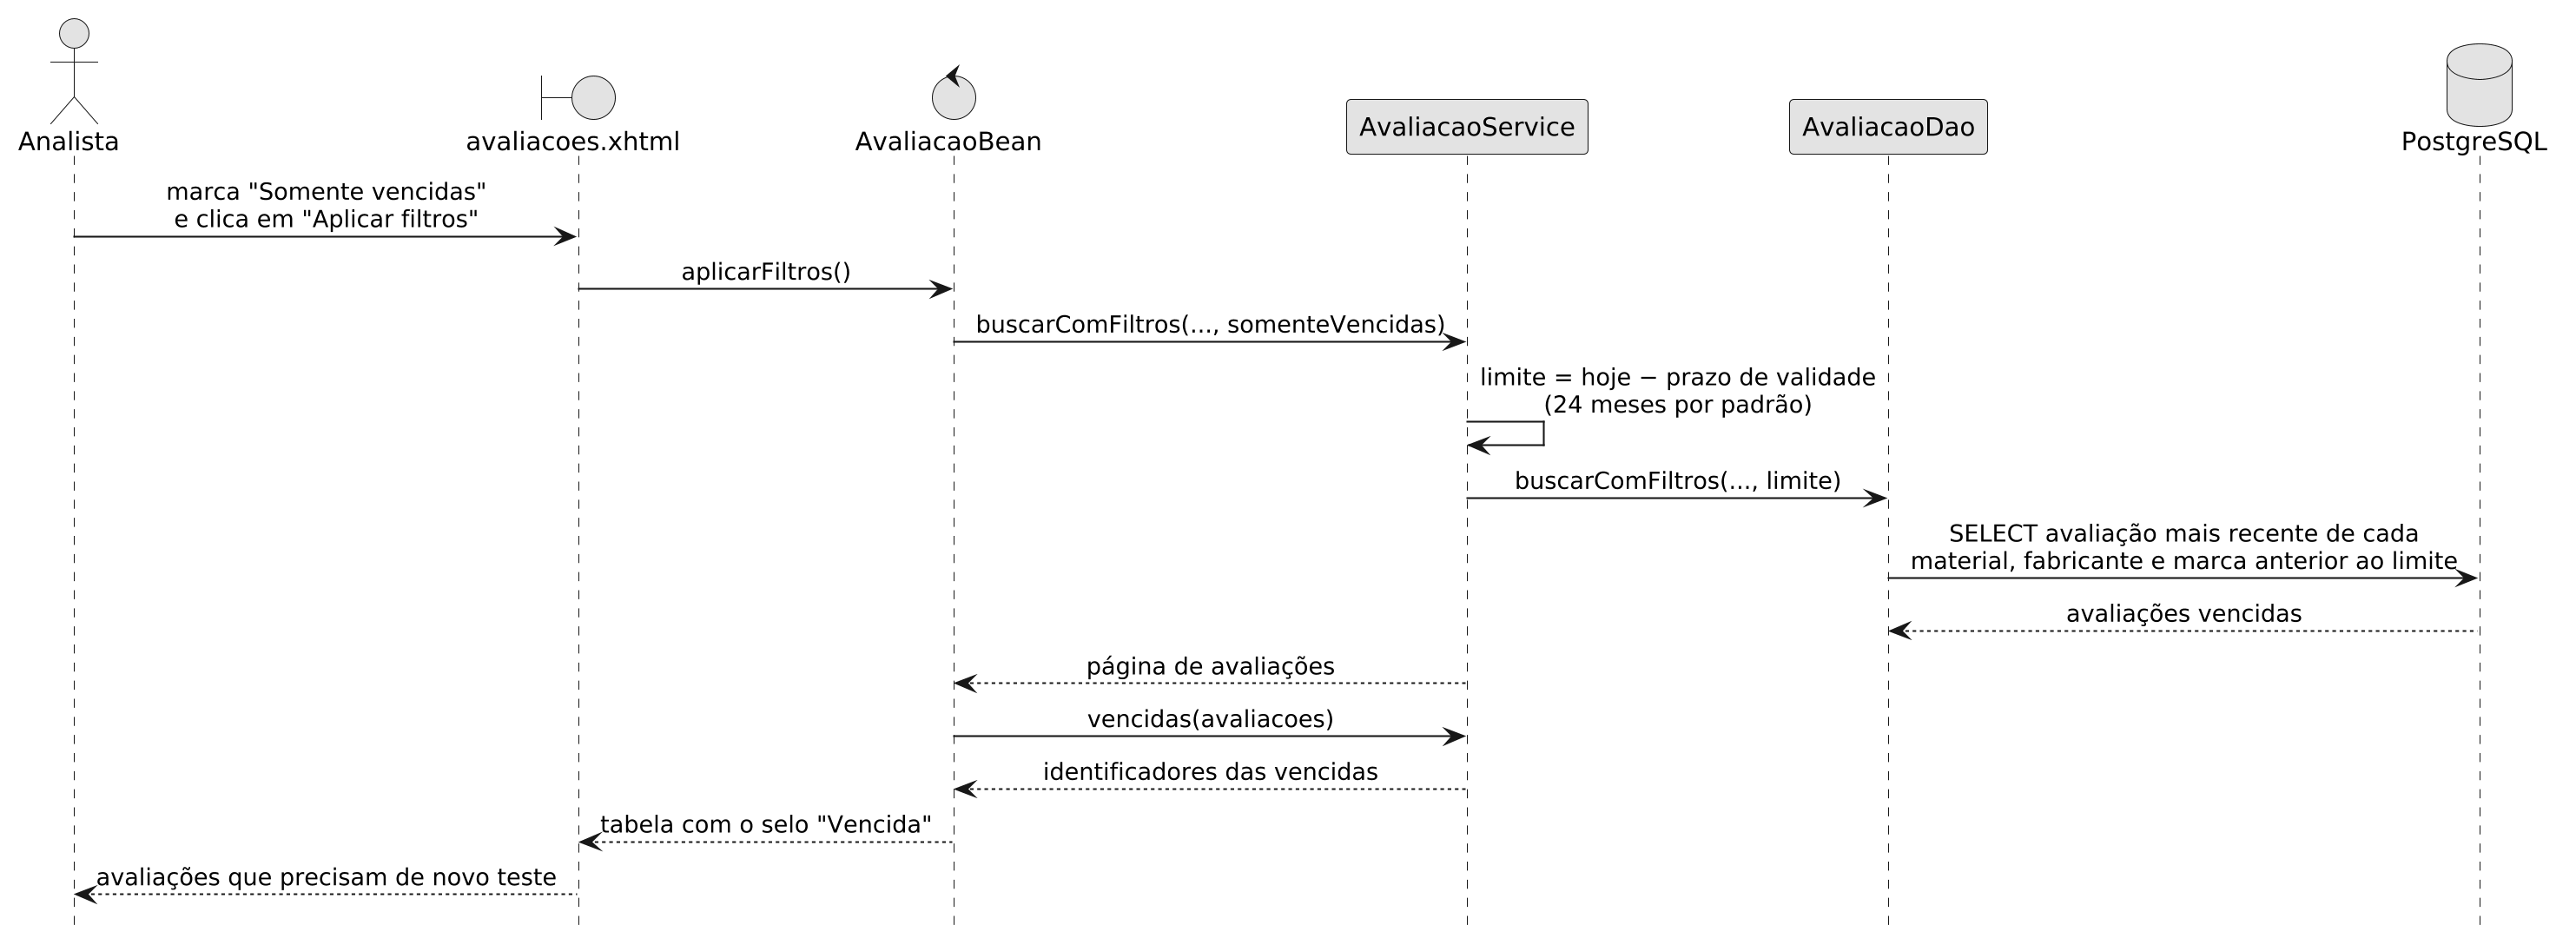 Analista
avaliacoes.xhtml
AvaliacaoBean
AvaliacaoService
AvaliacaoDao
PostgreSQL
marca "Somente vencidas"
e clica em "Aplicar filtros"
aplicarFiltros()
buscarComFiltros(..., somenteVencidas)
limite = hoje − prazo de validade
(24 meses por padrão)
buscarComFiltros(..., limite)
SELECT avaliação mais recente de cada
material, fabricante e marca anterior ao limite
avaliações vencidas
página de avaliações
vencidas(avaliacoes)
identificadores das vencidas
tabela com o selo "Vencida"
avaliações que precisam de novo teste